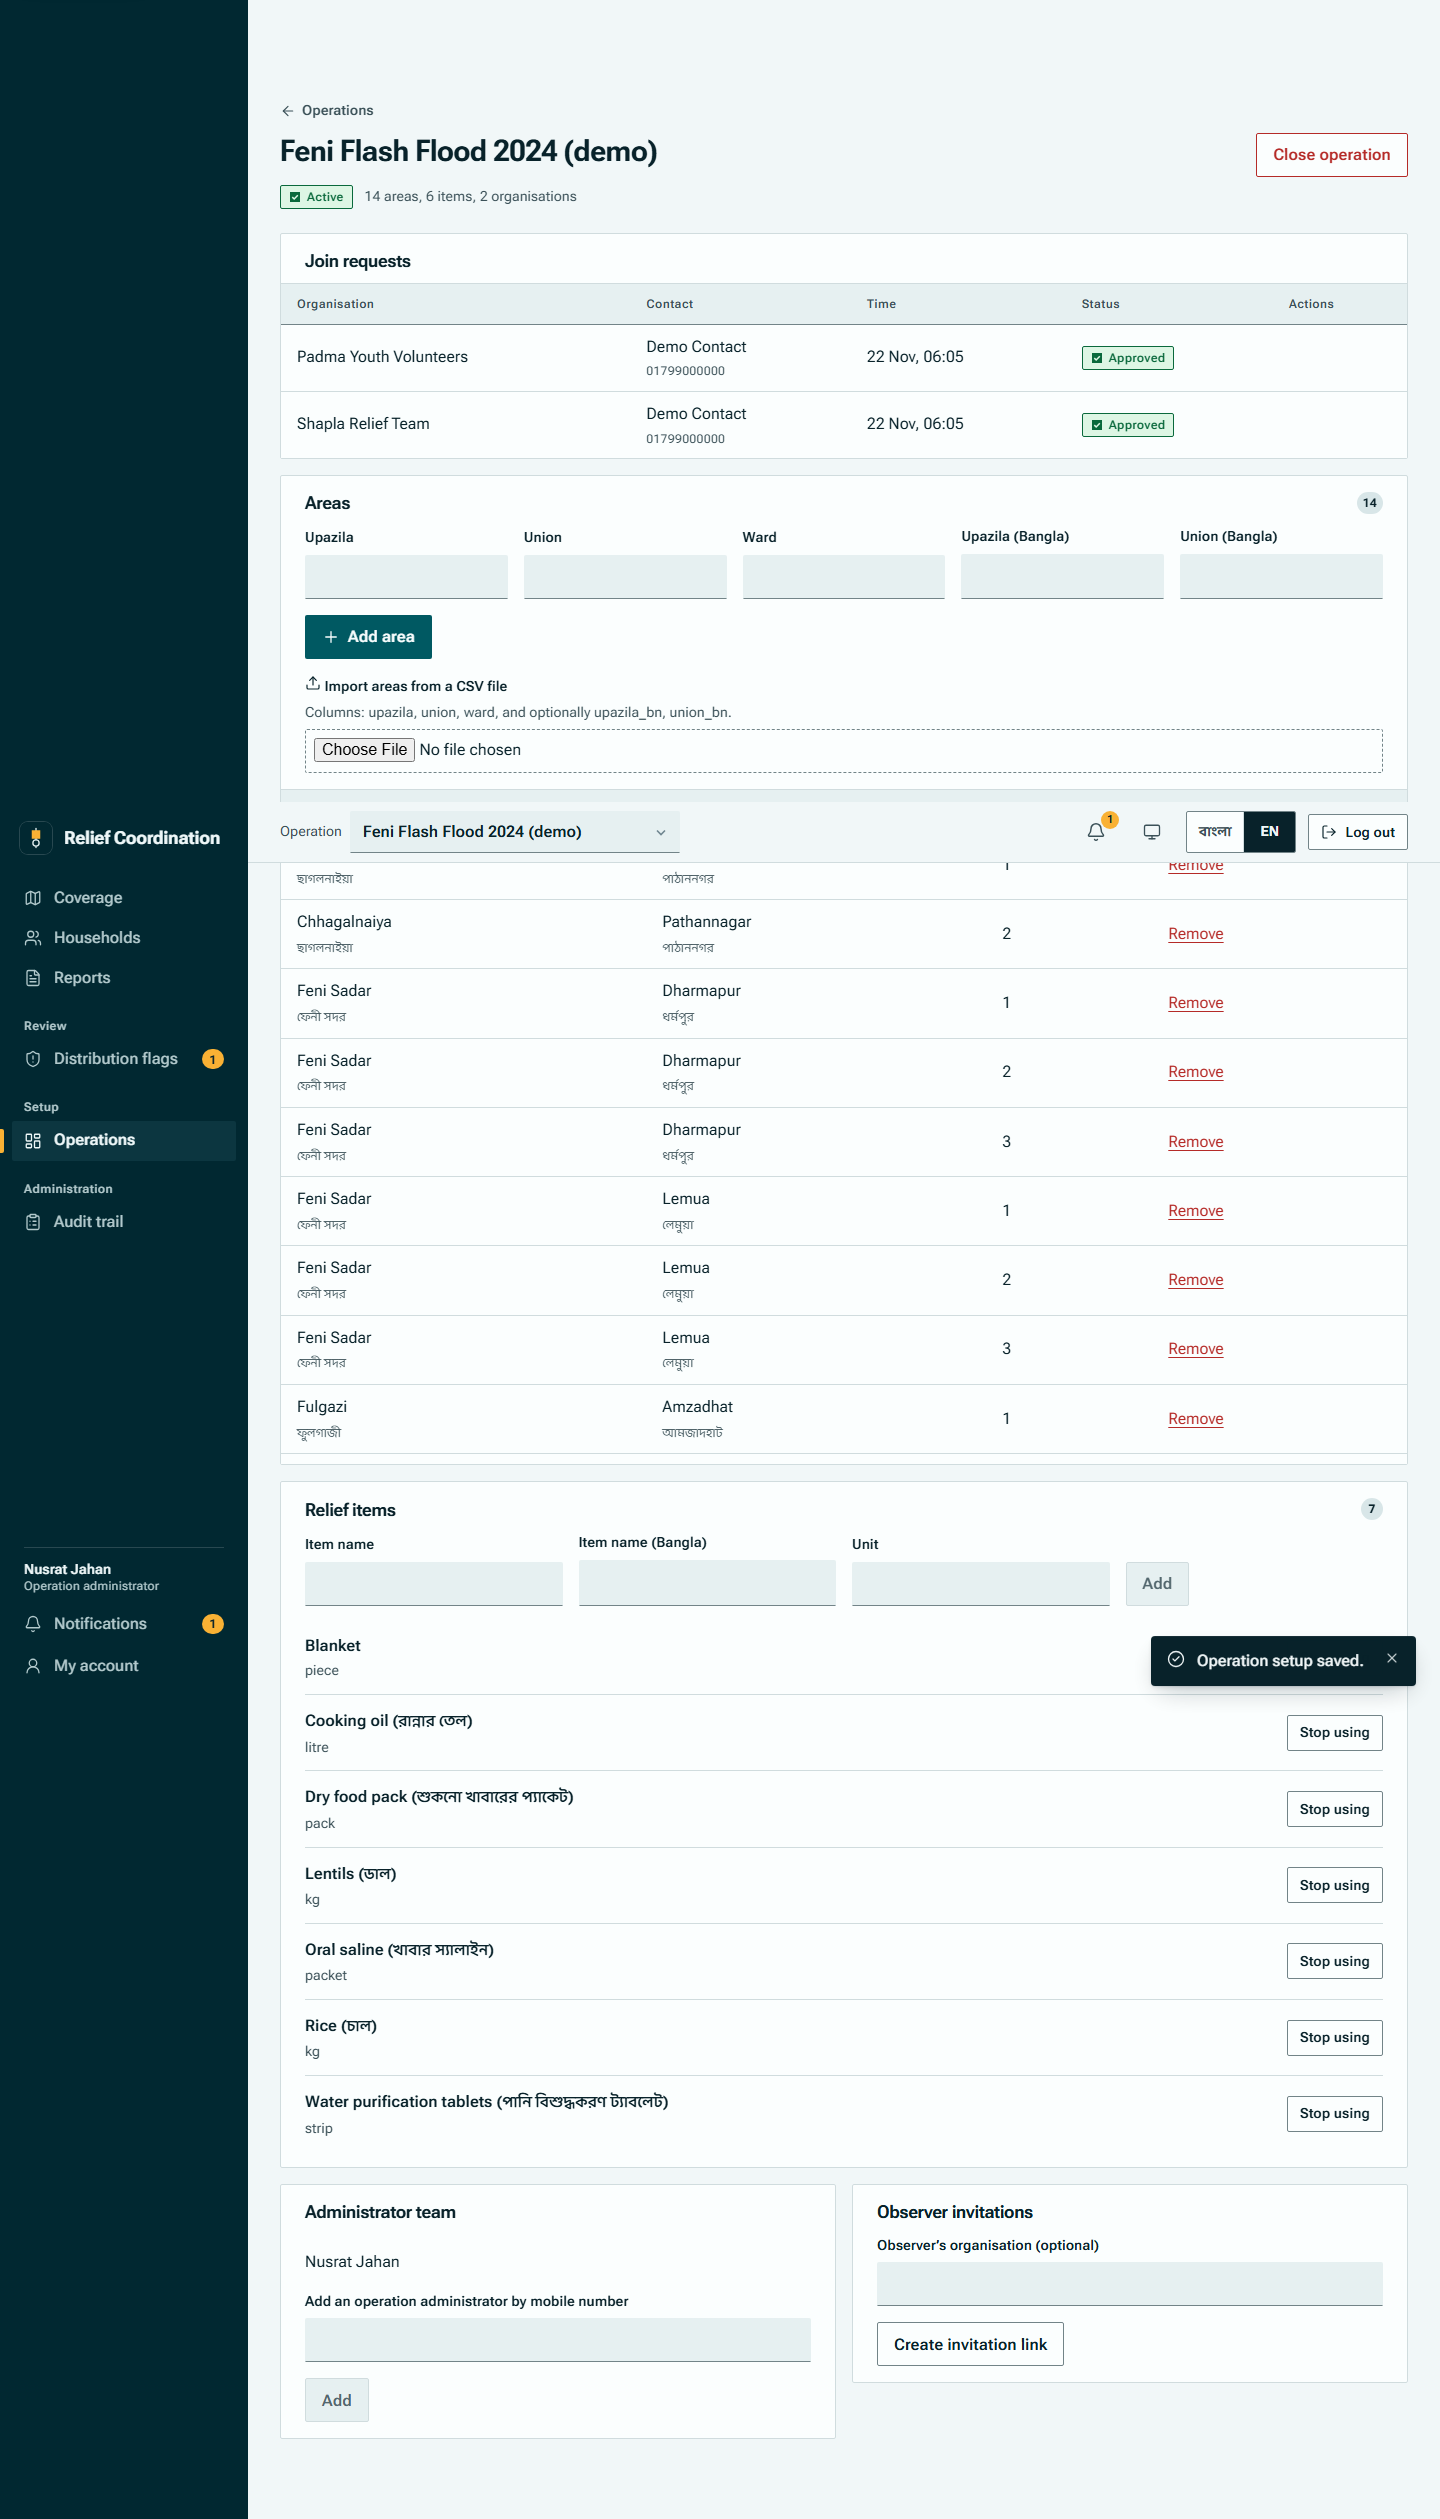 Operations
Feni Flash Flood 2024 (demo)
Close operation
Active
14 areas, 6 items, 2 organisations
Join requests
Organisation Contact Time Status Actions
Padma Youth Volunteers
Demo Contact
01799000000
22 Nov, 06:05
Approved
Shapla Relief Team
Demo Contact
01799000000
22 Nov, 06:05
Approved
Areas
14
Upazila
Union
Ward
Upazila (Bangla)
Union (Bangla)
Add area
Import areas from a CSV file
Columns: upazila, union, ward, and optionally upazila_bn, union_bn.
Choose File No file chosen
Relief Coordination
Coverage
Households
Reports
Review
Distribution flags 1
Setup
Operations
Administration
Audit trail
Nusrat Jahan
Operation administrator
Notifications 1
My account
Operation
Feni Flash Flood 2024 (demo)
1
বাংলা
EN
Log out
ছাগলনাইয়া
পাঠাননগর
1
Remove
Chhagalnaiya Pathannagar 2 Remove
ছাগলনাইয়া পাঠাননগর
Feni Sadar Dharmapur 1 Remove
ফেনী সদর ধর্মপুর
Feni Sadar Dharmapur 2 Remove
ফেনী সদর ধর্মপুর
Feni Sadar Dharmapur 3 Remove
ফেনী সদর ধর্মপুর
Feni Sadar Lemua 1 Remove
ফেনী সদর লেমুয়া
Feni Sadar Lemua 2 Remove
ফেনী সদর লেমুয়া
Feni Sadar Lemua 3 Remove
ফেনী সদর লেমুয়া
Fulgazi Amzadhat 1 Remove
ফুলগাজী আমজাদহাট
Relief items
7
Item name
Item name (Bangla)
Unit
Add
Blanket
piece
Operation setup saved.
Cooking oil (রান্নার তেল)
litre
Stop using
Dry food pack (শুকনো খাবারের প্যাকেট)
pack
Stop using
Lentils (ডাল)
kg
Stop using
Oral saline (খাবার স্যালাইন)
packet
Stop using
Rice (চাল)
kg
Stop using
Water purification tablets (পানি বিশুদ্ধকরণ ট্যাবলেট)
strip
Stop using
Administrator team
Nusrat Jahan
Add an operation administrator by mobile number
Add
Observer invitations
Observer's organisation (optional)
Create invitation link